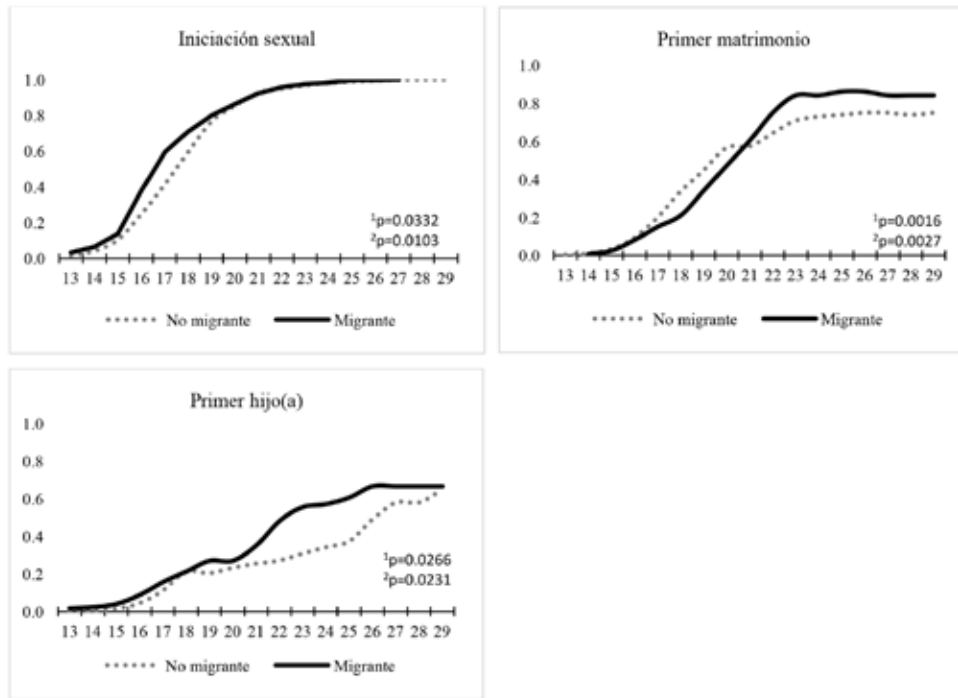 Iniciación sexual
1.0
0.8
0.6
0.4
0.2
0.0
¹p=0.0332
²p=0.0103
13 14 15 16 17 18 19 20 21 22 23 24 25 26 27 28 29
No migrante Migrante
Primer matrimonio
1.0
0.8
0.6
0.4
0.2
0.0
¹p=0.0016
²p=0.0027
13 14 15 16 17 18 19 20 21 22 23 24 25 26 27 28 29
No migrante Migrante
Primer hijo(a)
1.0
0.8
0.6
0.4
0.2
0.0
¹p=0.0266
²p=0.0231
13 14 15 16 17 18 19 20 21 22 23 24 25 26 27 28 29
No migrante Migrante